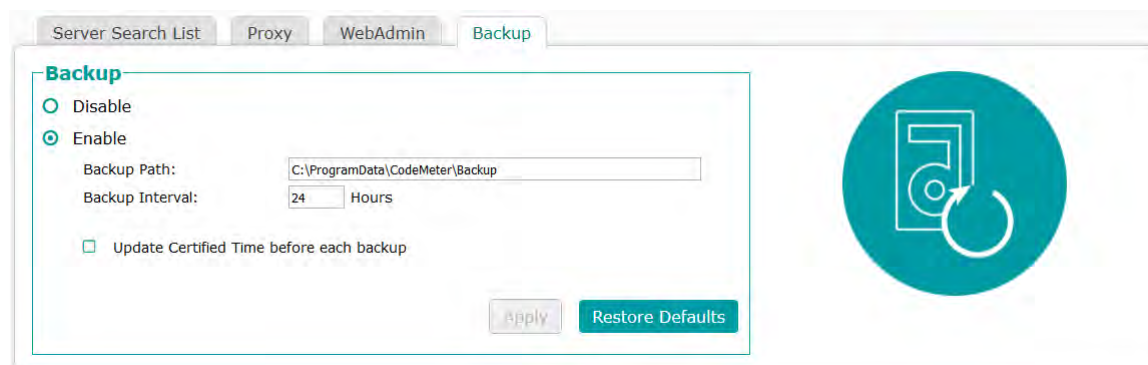 Server Search List Proxy WebAdmin Backup
Backup
Disable
Enable
Backup Path: C:\ProgramData\CodeMeter\Backup
Backup Interval: 24 Hours
Update Certified Time before each backup
Apply Restore Defaults